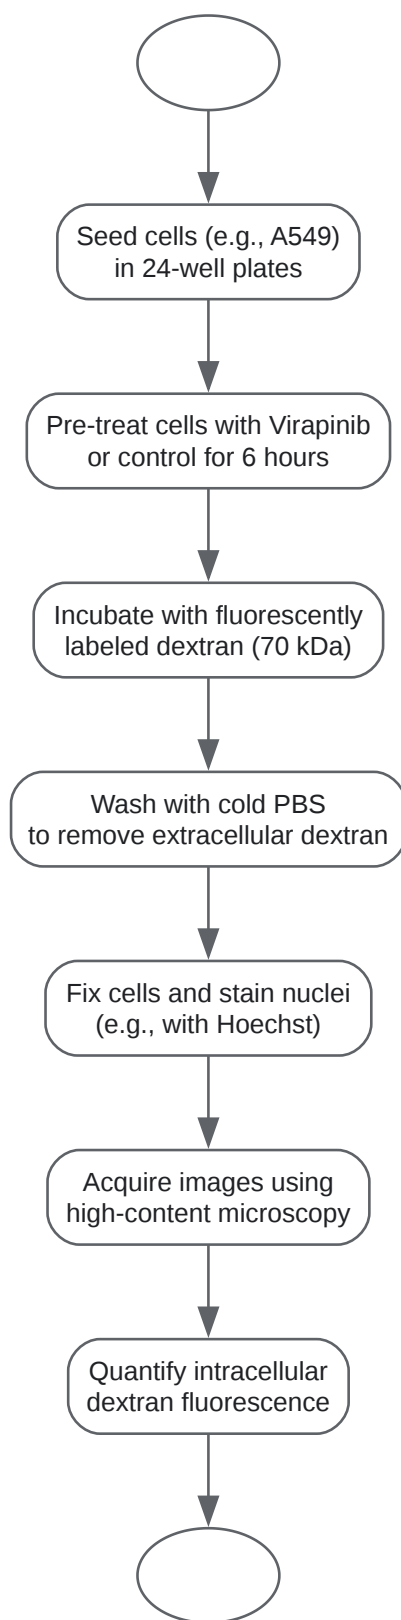 Seed cells (e.g., A549)
in 24-well plates
Pre-treat cells with Virapinib
or control for 6 hours
Incubate with fluorescently
labeled dextran (70 kDa)
Wash with cold PBS
to remove extracellular dextran
Fix cells and stain nuclei
(e.g., with Hoechst)
Acquire images using
high-content microscopy
Quantify intracellular
dextran fluorescence